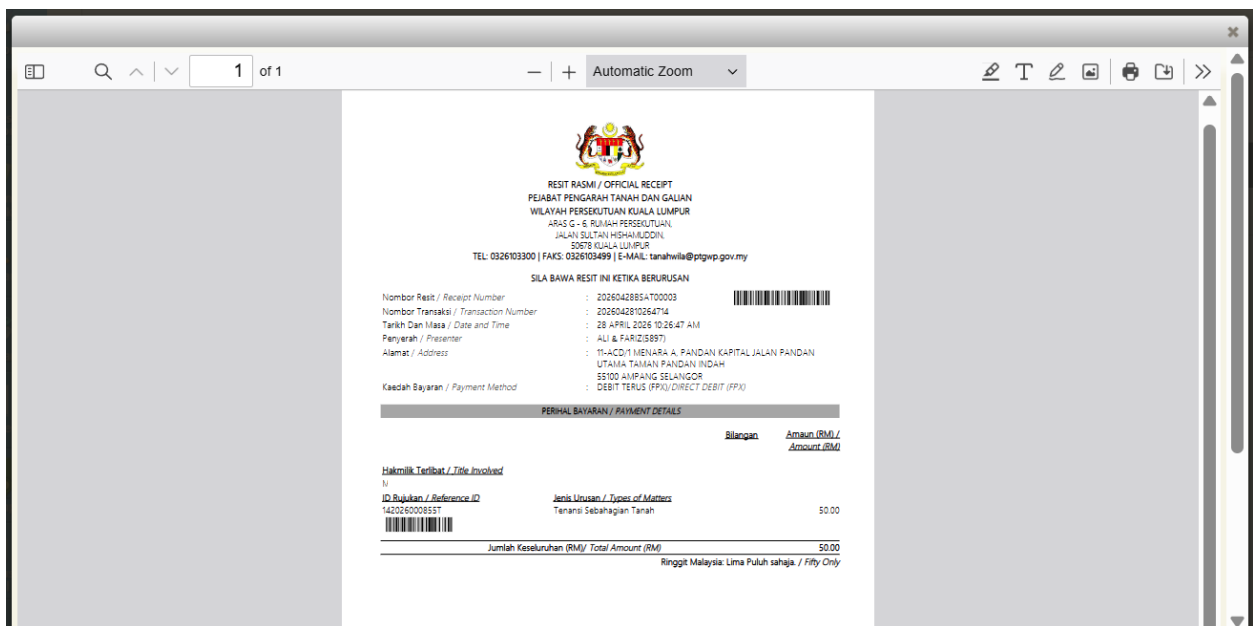 1 of 1
Automatic Zoom
RESIT RASMI / OFFICIAL RECEIPT
PEJABAT PENGARAH TANAH DAN GALIAN
WILAYAH PERSEKUTUAN KUALA LUMPUR
ARAS G - 6, RUMAH PERSEKUTUAN,
JALAN SULTAN HISHAMUDDIN,
50678 KUALA LUMPUR
TEL: 0326103300 | FAKS: 0326103499 | E-MAIL: tanahwila@ptgwp.gov.my
SILA BAWA RESIT INI KETIKA BERURUSAN
Nombor Resit / Receipt Number : 20260428BSAT00003
Nombor Transaksi / Transaction Number : 2026042810264714
Tarikh Dan Masa / Date and Time : 28 APRIL 2026 10:26:47 AM
Penyerah / Presenter : ALI & FARIZ(5897)
Alamat / Address : 11-ACD/1 MENARA A, PANDAN KAPITAL JALAN PANDAN
UTAMA TAMAN PANDAN INDAH
55100 AMPANG SELANGOR
Kaedah Bayaran / Payment Method : DEBIT TERUS (FPX)/DIRECT DEBIT (FPX)
PERIHAL BAYARAN / PAYMENT DETAILS
Bilangan Amaun (RM) /
Amount (RM)
Hakmilik Terlibat / Title Involved
ID Rujukan / Reference ID Jenis Urusan / Types of Matters
142026000855T Tenansi Sebahagian Tanah 50.00
Jumlah Keseluruhan (RM)/ Total Amount (RM) 50.00
Ringgit Malaysia: Lima Puluh sahaja. / Fifty Only